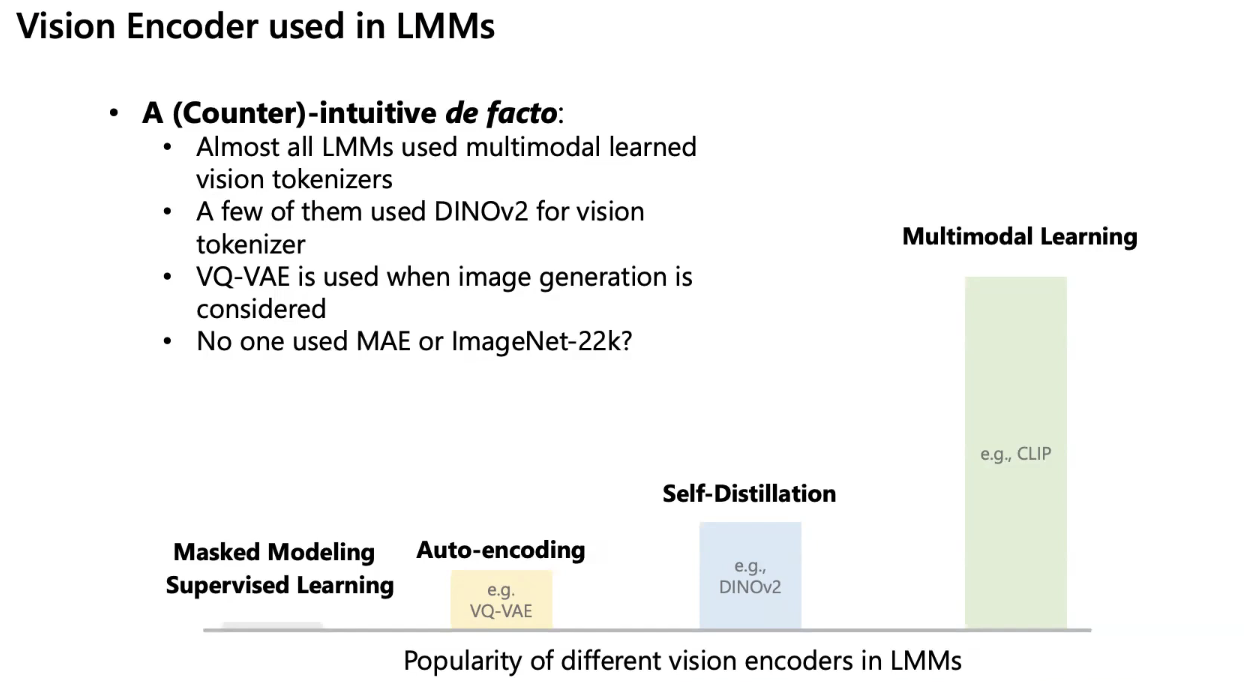 Vision Encoder used in LMMs
• A (Counter)-intuitive de facto:
• Almost all LMMs used multimodal learned
vision tokenizers
• A few of them used DINOv2 for vision
tokenizer
• VQ-VAE is used when image generation is
considered
• No one used MAE or ImageNet-22k?
Masked Modeling
Supervised Learning
Auto-encoding
e.g.
VQ-VAE
Self-Distillation
e.g.,
DINOv2
Multimodal Learning
e.g., CLIP
Popularity of different vision encoders in LMMs